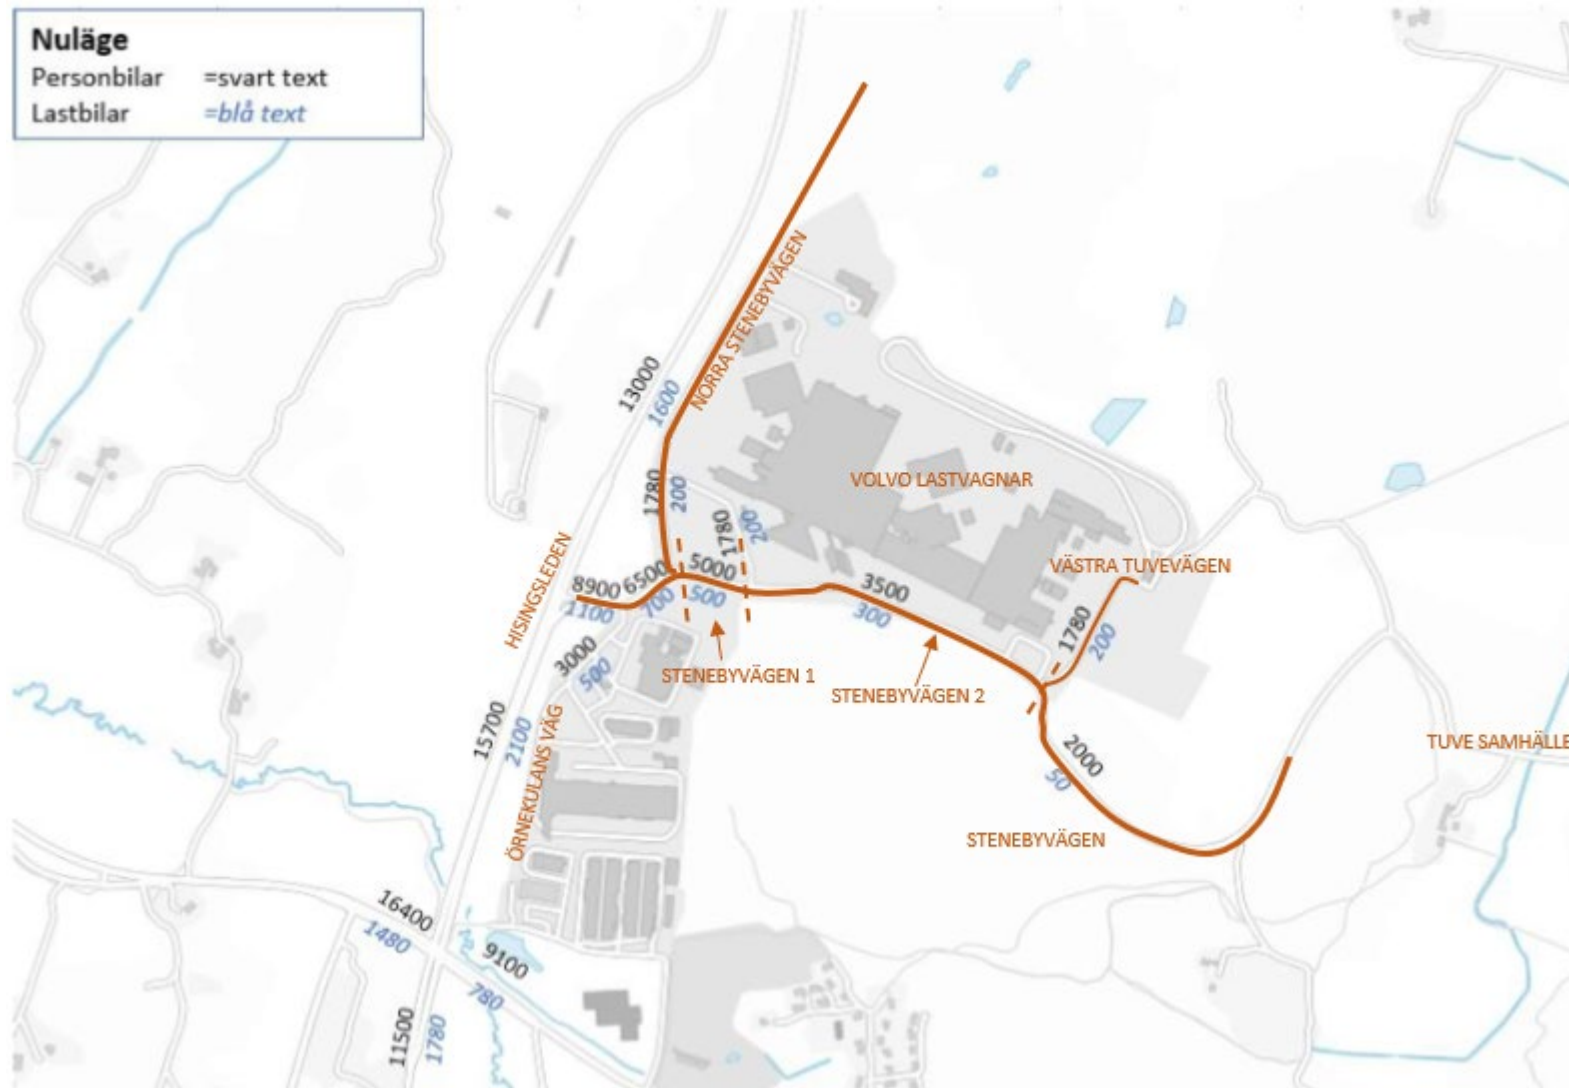 Nuläge
Personbilar =svart text
Lastbilar =blå text
NORRA STENEBYVÄGEN
13000
1600
1780
200
1780
200
VOLVO LASTVAGNAR
HISINGSLEDEN
8900
1100
6500
700
5000
500
3500
300
VÄSTRA TUVEVÄGEN
1780
200
3000
500
STENEBYVÄGEN 1
STENEBYVÄGEN 2
15700
2100
ÖRNEKULANS VÄG
2000
50
TUVE SAMHÄLLE
STENEBYVÄGEN
16400
1480
9100
780
11500
1780